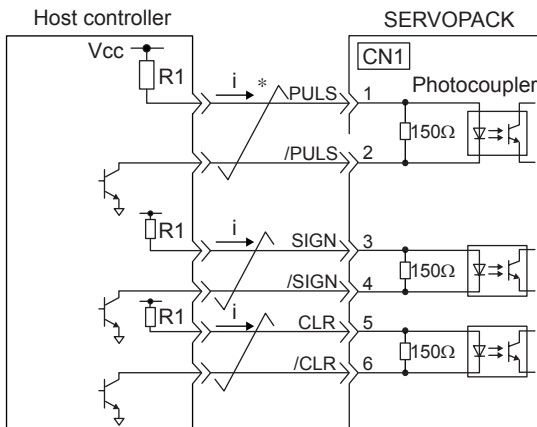 Host controller
SERVOPACK
Vcc
CN1
R1
i
*
PULS
1
Photocoupler
150Ω
/PULS
2
R1
i
SIGN
3
150Ω
/SIGN
4
R1
i
CLR
5
150Ω
/CLR
6